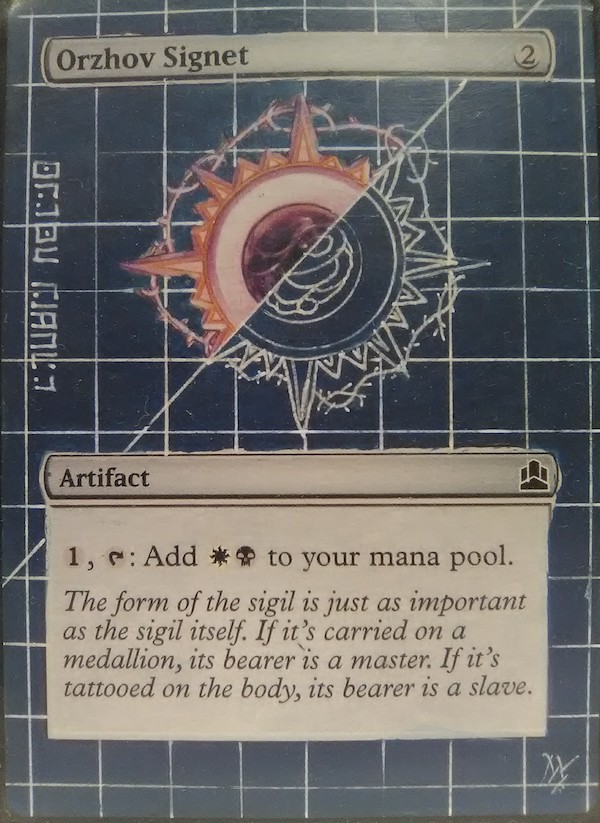 Orzhov Signet 2
Artifact
1, : Add to your mana pool.
The form of the sigil is just as important
as the sigil itself. If it's carried on a
medallion, its bearer is a master. If it's
tattooed on the body, its bearer is a slave.